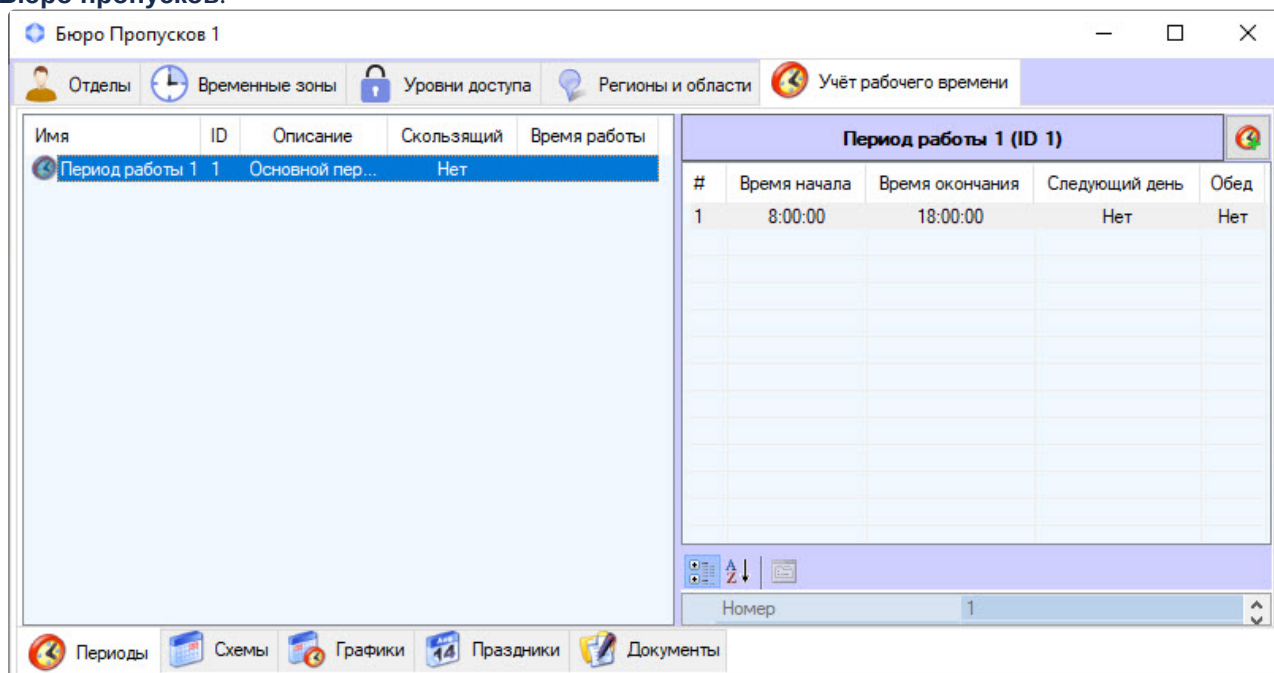 Бюро пропусков.
Бюро Пропусков 1
Отделы Временные зоны Уровни доступа Регионы и области Учёт рабочего времени
Имя ID Описание Скользящий Время работы
Период работы 1 1 Основной пер... Нет
Период работы 1 (ID 1)
# Время начала Время окончания Следующий день Обед
1 8:00:00 18:00:00 Нет Нет
Номер 1
Периоды Схемы Графики Праздники Документы